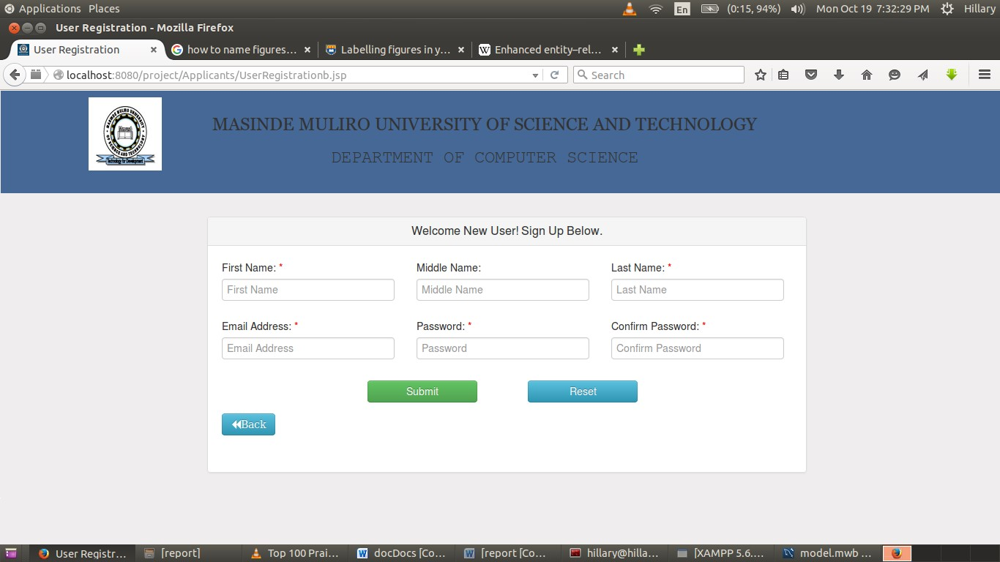 Applications Places En (0:15, 94%) Mon Oct 19 7:32:29 PM Hillary
User Registration - Mozilla Firefox
User Registration × how to name figures... × Labelling figures in y... × Enhanced entity–rel... ×
localhost:8080/project/Applicants/UserRegistrationb.jsp Search
MASINDE MULIRO UNIVERSITY OF SCIENCE AND TECHNOLOGY
DEPARTMENT OF COMPUTER SCIENCE
Welcome New User! Sign Up Below.
First Name: * Middle Name: Last Name: *
First Name Middle Name Last Name
Email Address: * Password: * Confirm Password: *
Email Address Password Confirm Password
Submit Reset
Back
User Registr... [report] Top 100 Prai... docDocs [Co... [report [Co... hillary@hilla... [XAMPP 5.6.... model.mwb ...